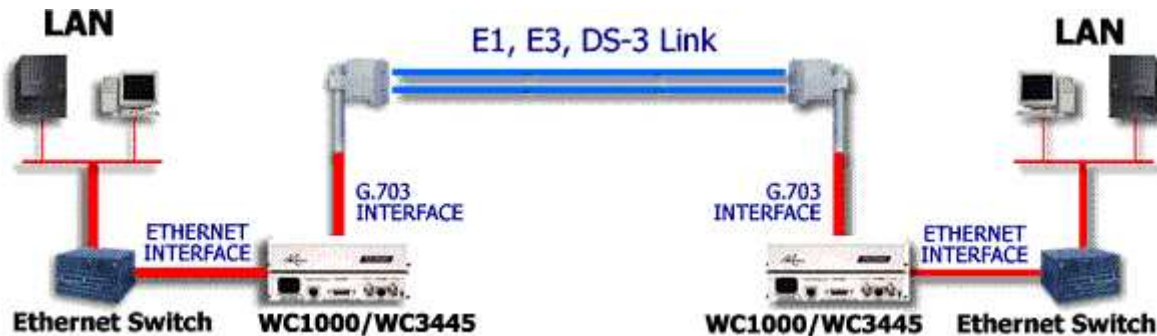 LAN
E1, E3, DS-3 Link
LAN
G.703
INTERFACE
G.703
INTERFACE
ETHERNET
INTERFACE
ETHERNET
INTERFACE
Ethernet Switch
WC1000/WC3445
WC1000/WC3445
Ethernet Switch